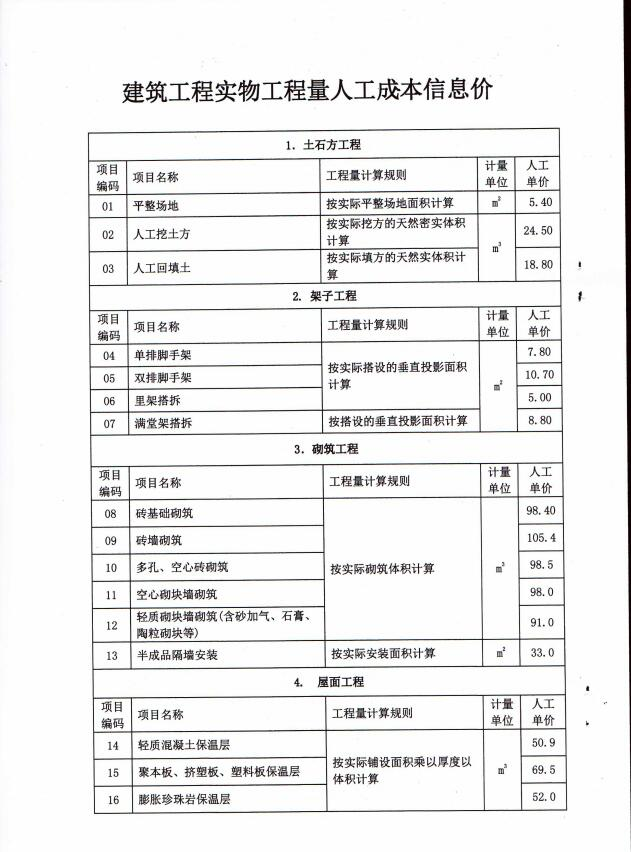 建筑工程实物工程量人工成本信息价
1. 土石方工程
项目编码 项目名称 工程量计算规则 计量单位 人工单价
01 平整场地 按实际平整场地面积计算 m² 5.40
02 人工挖土方 按实际挖方的天然密实体积计算 m³ 24.50
03 人工回填土 按实际填方的天然实体积计算 18.80
2. 架子工程
项目编码 项目名称 工程量计算规则 计量单位 人工单价
04 单排脚手架 按实际搭设的垂直投影面积计算 m² 7.80
05 双排脚手架 10.70
06 里架搭拆 5.00
07 满堂架搭拆 按搭设的垂直投影面积计算 8.80
3. 砌筑工程
项目编码 项目名称 工程量计算规则 计量单位 人工单价
08 砖基础砌筑 按实际砌筑体积计算 m³ 98.40
09 砖墙砌筑 105.4
10 多孔、空心砖砌筑 98.5
11 空心砌块墙砌筑 98.0
12 轻质砌块墙砌筑(含砂加气、石膏、陶粒砌块等) 91.0
13 半成品隔墙安装 按实际安装面积计算 m² 33.0
4. 屋面工程
项目编码 项目名称 工程量计算规则 计量单位 人工单价
14 轻质混凝土保温层 按实际铺设面积乘以厚度以体积计算 m³ 50.9
15 聚本板、挤塑板、塑料板保温层 69.5
16 膨胀珍珠岩保温层 52.0